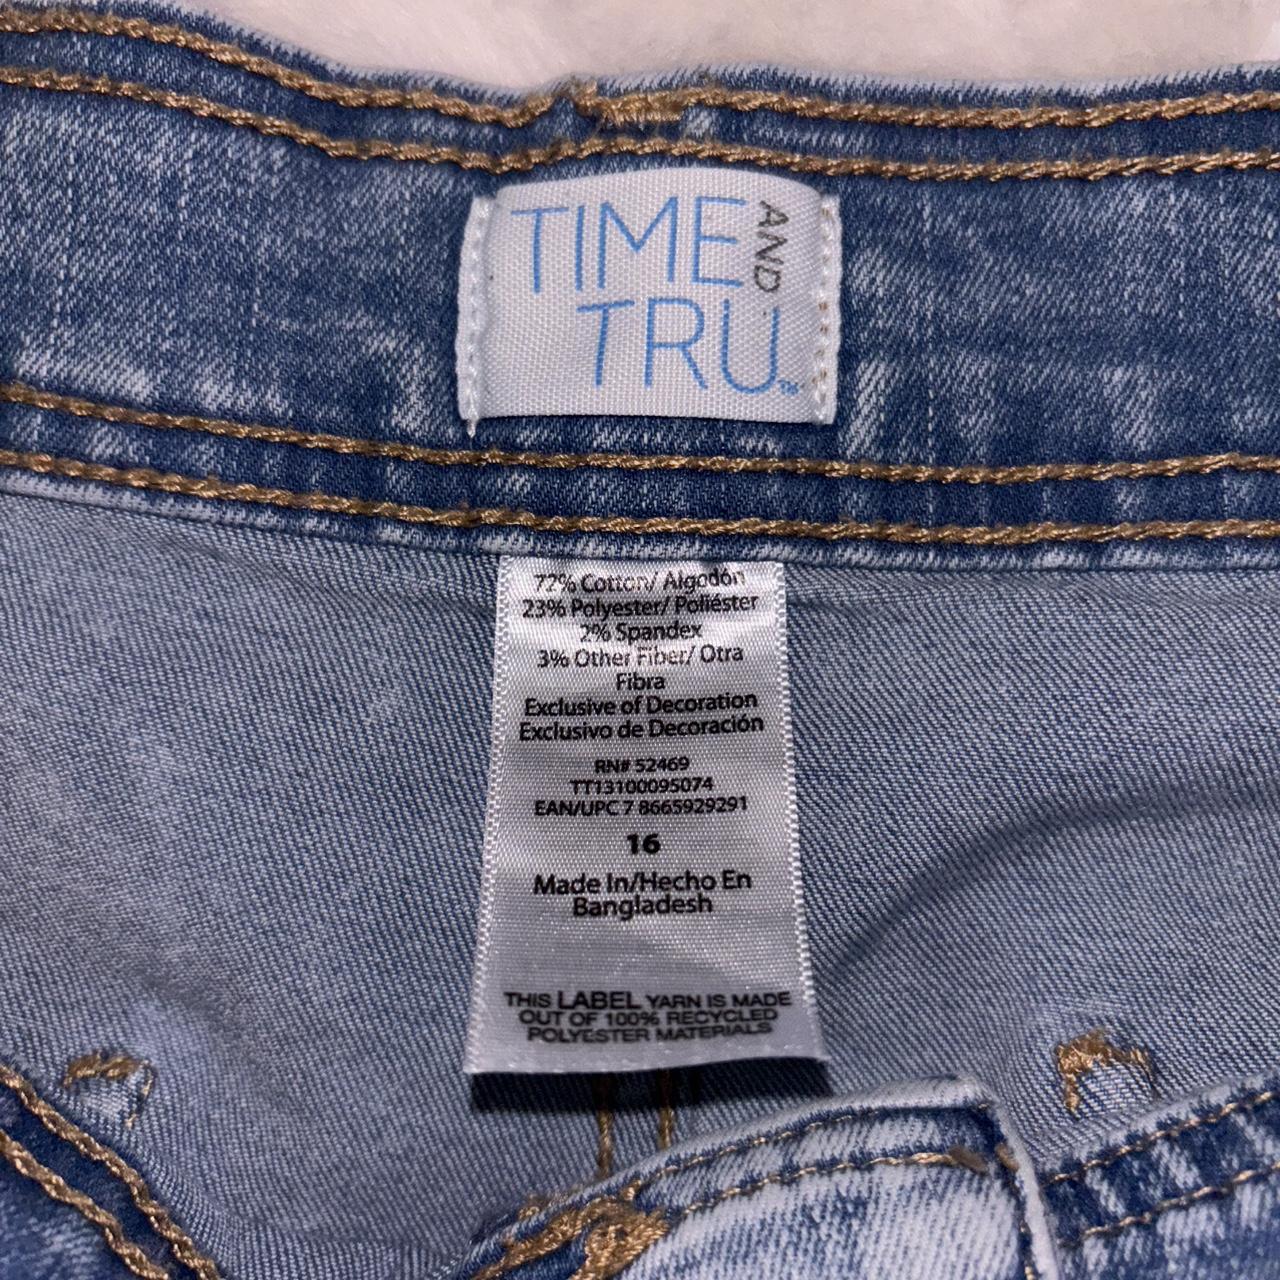 TIME AND
TRU™
72% Cotton/ Algodón
23% Polyester/ Poliéster
2% Spandex
3% Other Fiber/ Otra
Fibra
Exclusive of Decoration
Exclusivo de Decoración
RN# 52469
TT13100095074
EAN/UPC 7 8665929291
16
Made In/Hecho En
Bangladesh
THIS LABEL YARN IS MADE
OUT OF 100% RECYCLED
POLYESTER MATERIALS